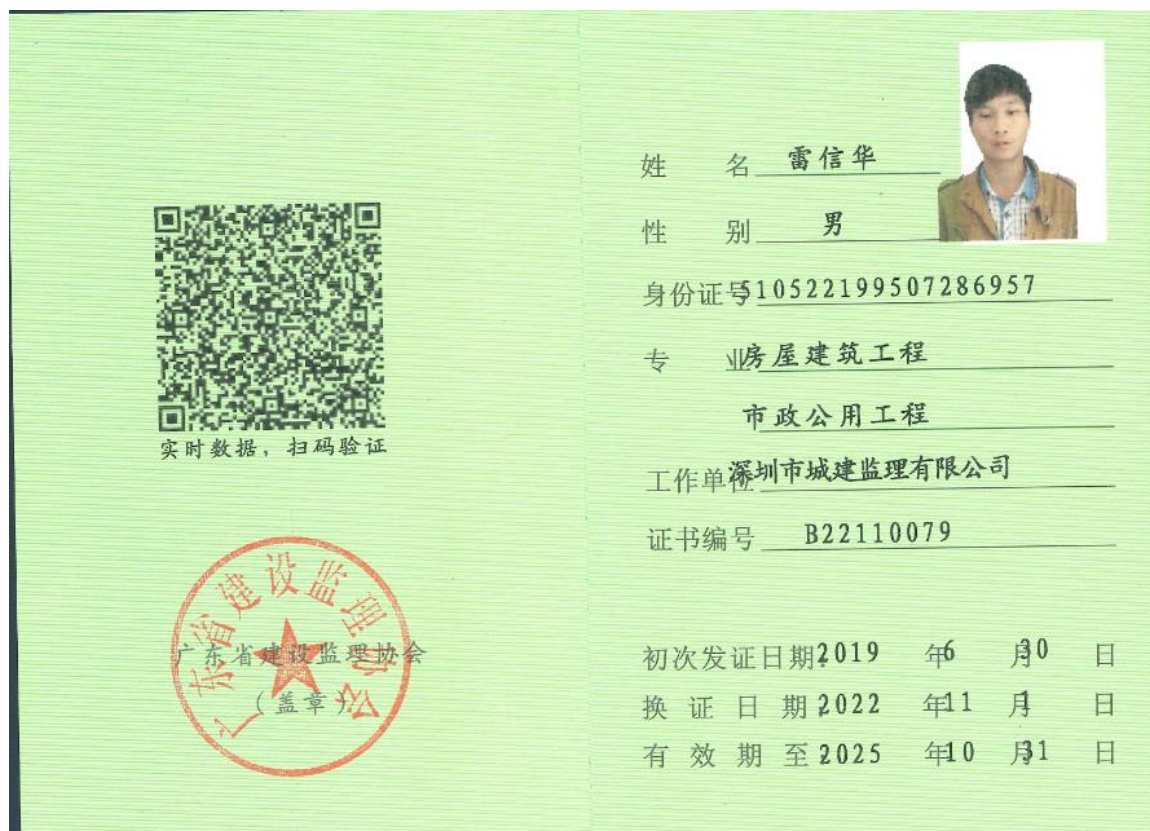 实时数据，扫码验证
广东省建设监理协会
广东省建设监理协会
（盖章）
姓名 雷信华
性别 男
身份证号 510522199507286957
专业 房屋建筑工程
市政公用工程
工作单位 深圳市城建监理有限公司
证书编号 B22110079
初次发证日期：2019 年 6 月 30 日
换证日期：2022 年 11 月 1 日
有效期至：2025 年 10 月 31 日